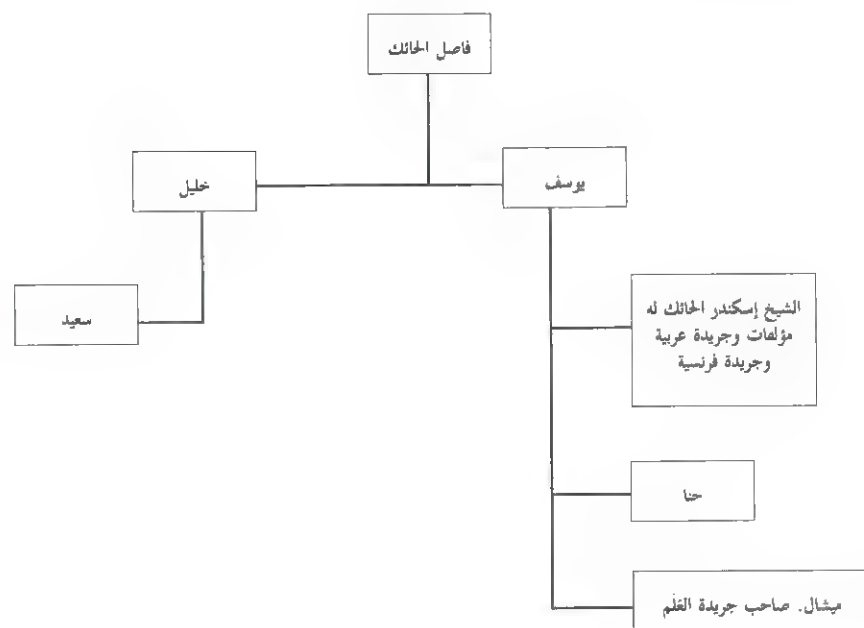 فاصل الحائك
يوسف
خليل
سعيد
الشيخ إسكندر الحائك له
مؤلفات وجريدة عربية
وجريدة فرنسية
حنا
ميشال. صاحب جريدة العَلَم